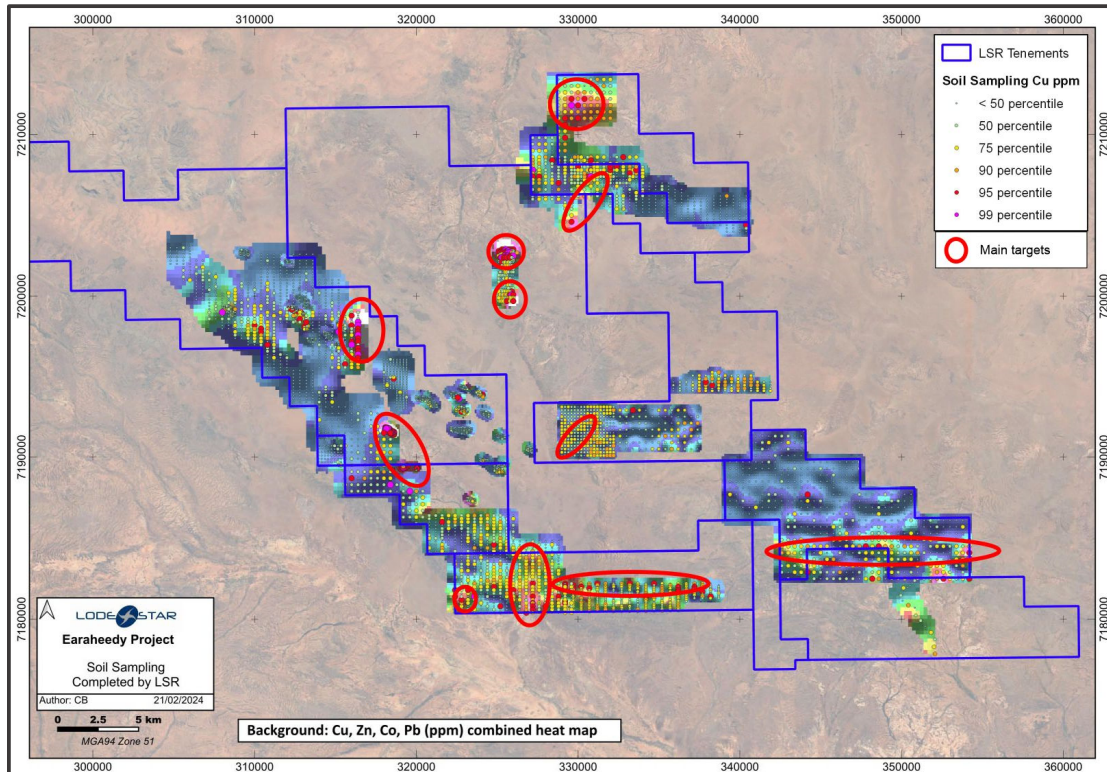 300000 310000 320000 330000 340000 350000 360000
LSR Tenements
Soil Sampling Cu ppm
< 50 percentile
50 percentile
75 percentile
90 percentile
95 percentile
99 percentile
Main targets
7210000 7210000
7200000 7200000
7190000 7190000
7180000 7180000
LODESTAR
Earaheedy Project
Soil Sampling
Completed by LSR
Author: CB 21/02/2024
0 2.5 5 km
MGA94 Zone 51
Background: Cu, Zn, Co, Pb (ppm) combined heat map
300000 310000 320000 330000 340000 350000 360000